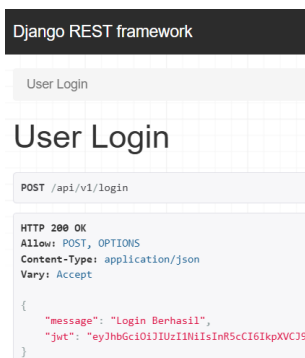 Django REST framework
User Login
User Login
POST /api/v1/login
HTTP 200 OK
Allow: POST, OPTIONS
Content-Type: application/json
Vary: Accept
{
"message": "Login Berhasil",
"jwt": "eyJhbGciOiJIUzI1NiIsInR5cCI6IkpXVCJ9
}